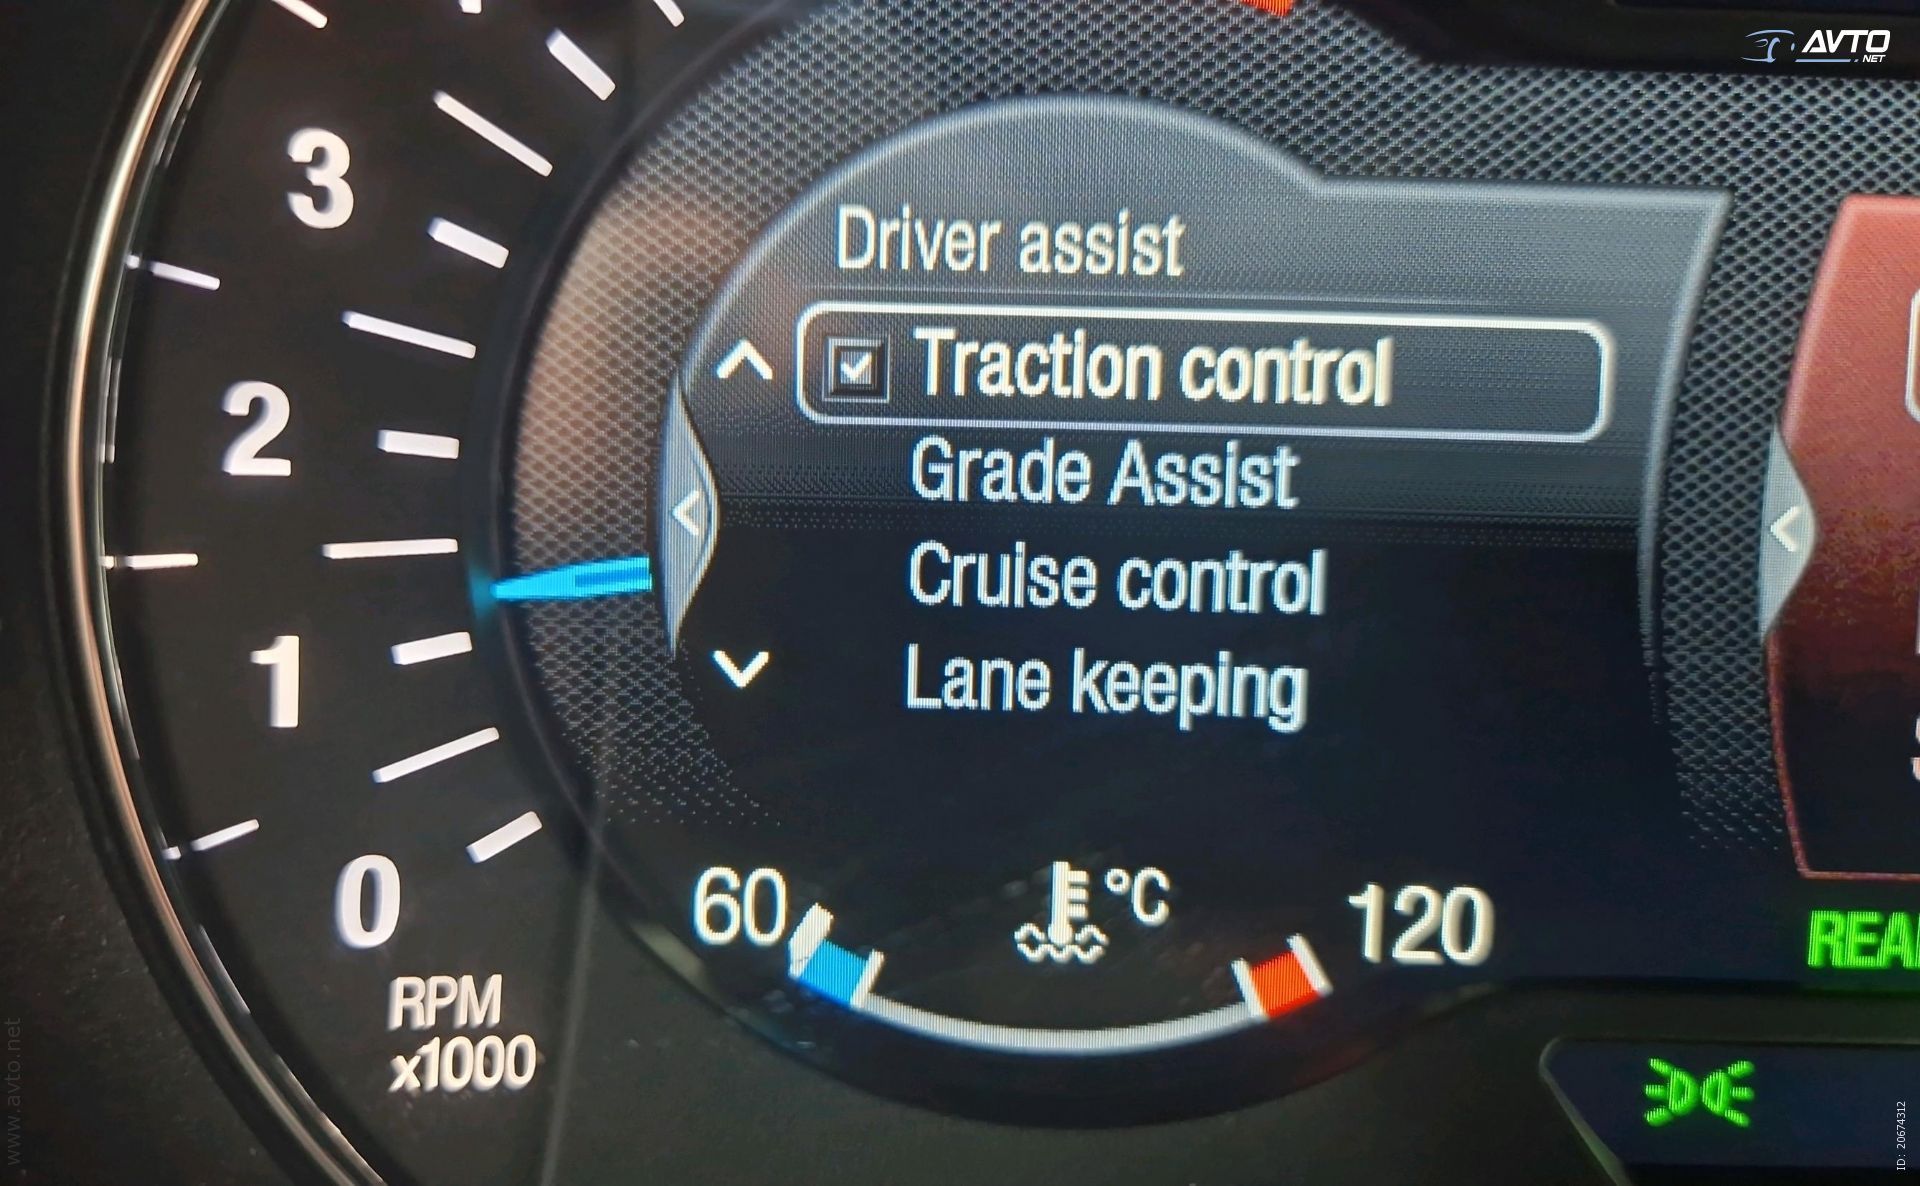 AVTO
.NET
3
2
1
0
RPM
x1000
Driver assist
Traction control
Grade Assist
Cruise control
Lane keeping
60
°C
120
www.avto.net
ID: 20674312